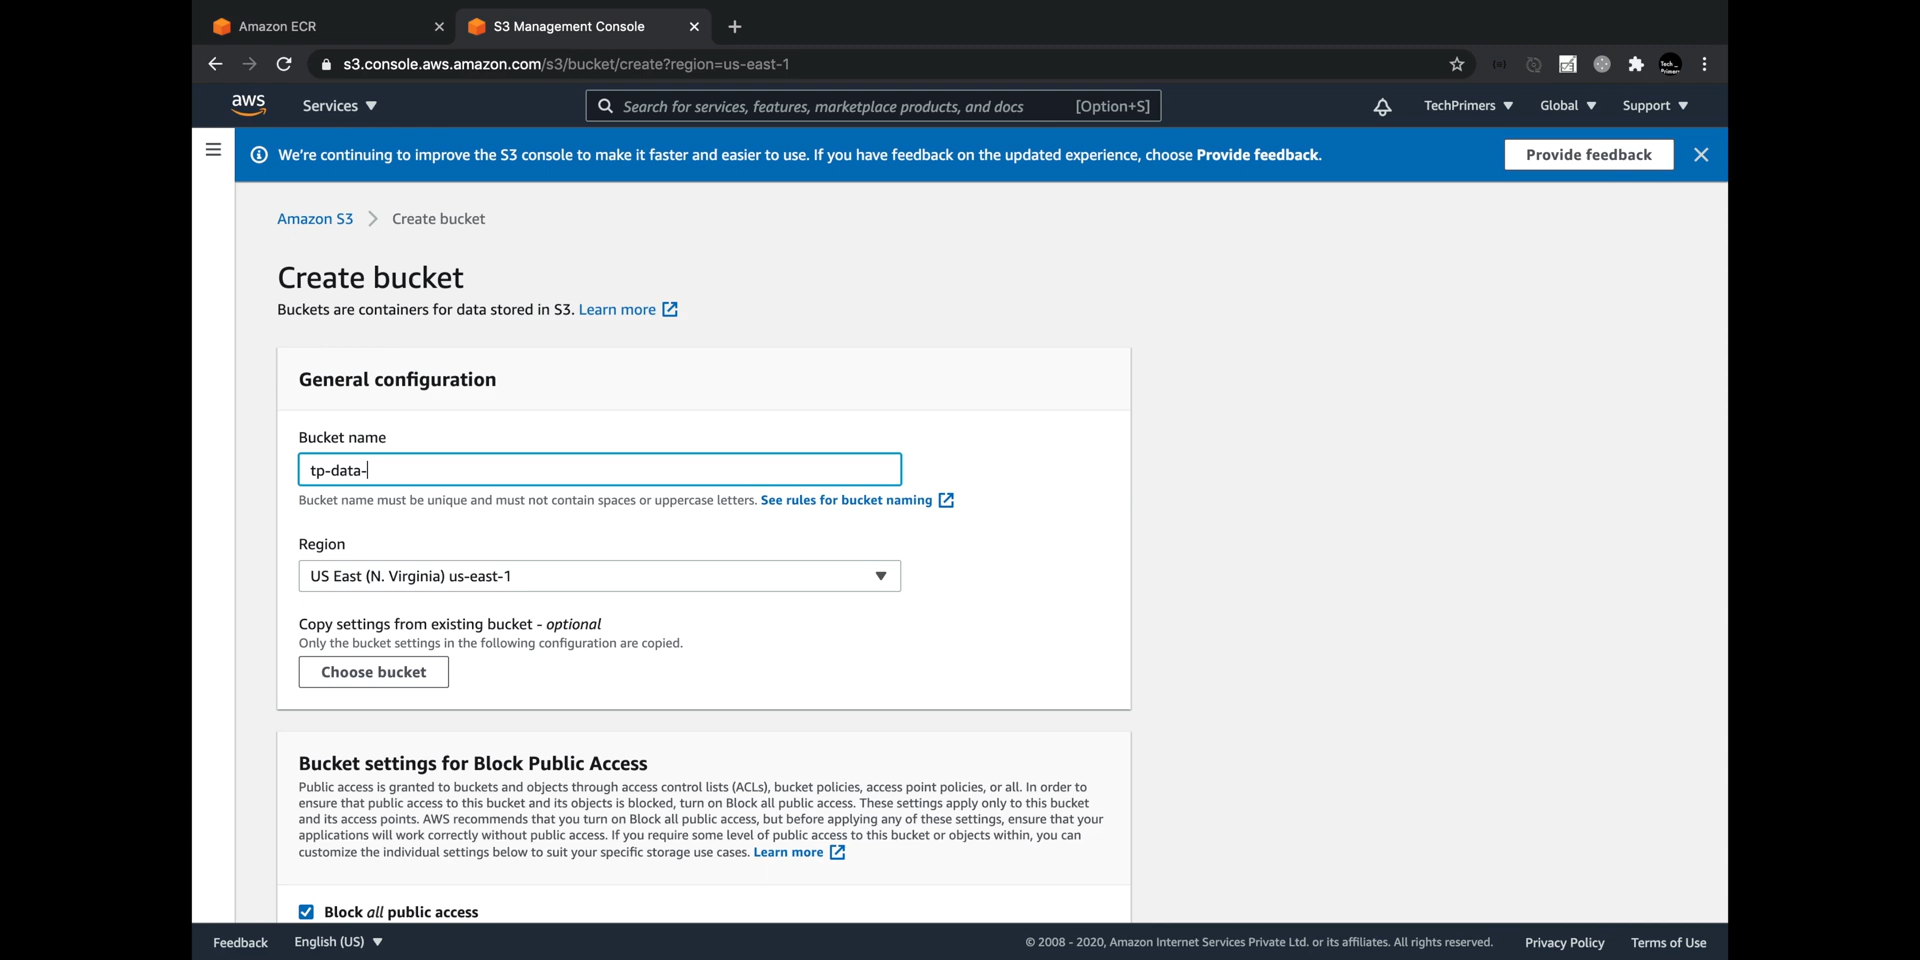 Amazon ECR
S3 Management Console
s3.console.aws.amazon.com/s3/bucket/create?region=us-east-1
Tech_
Primers
aws
Services
Search for services, features, marketplace products, and docs
[Option+S]
TechPrimers
Global
Support
We're continuing to improve the S3 console to make it faster and easier to use. If you have feedback on the updated experience, choose Provide feedback.
Provide feedback
Amazon S3
Create bucket
Create bucket
Buckets are containers for data stored in S3. Learn more
General configuration
Bucket name
tp-data-
Bucket name must be unique and must not contain spaces or uppercase letters. See rules for bucket naming
Region
US East (N. Virginia) us-east-1
Copy settings from existing bucket - optional
Only the bucket settings in the following configuration are copied.
Choose bucket
Bucket settings for Block Public Access
Public access is granted to buckets and objects through access control lists (ACLs), bucket policies, access point policies, or all. In order to
ensure that public access to this bucket and its objects is blocked, turn on Block all public access. These settings apply only to this bucket
and its access points. AWS recommends that you turn on Block all public access, but before applying any of these settings, ensure that your
applications will work correctly without public access. If you require some level of public access to this bucket or objects within, you can
customize the individual settings below to suit your specific storage use cases. Learn more
Block all public access
Feedback
English (US)
© 2008 - 2020, Amazon Internet Services Private Ltd. or its affiliates. All rights reserved.
Privacy Policy
Terms of Use